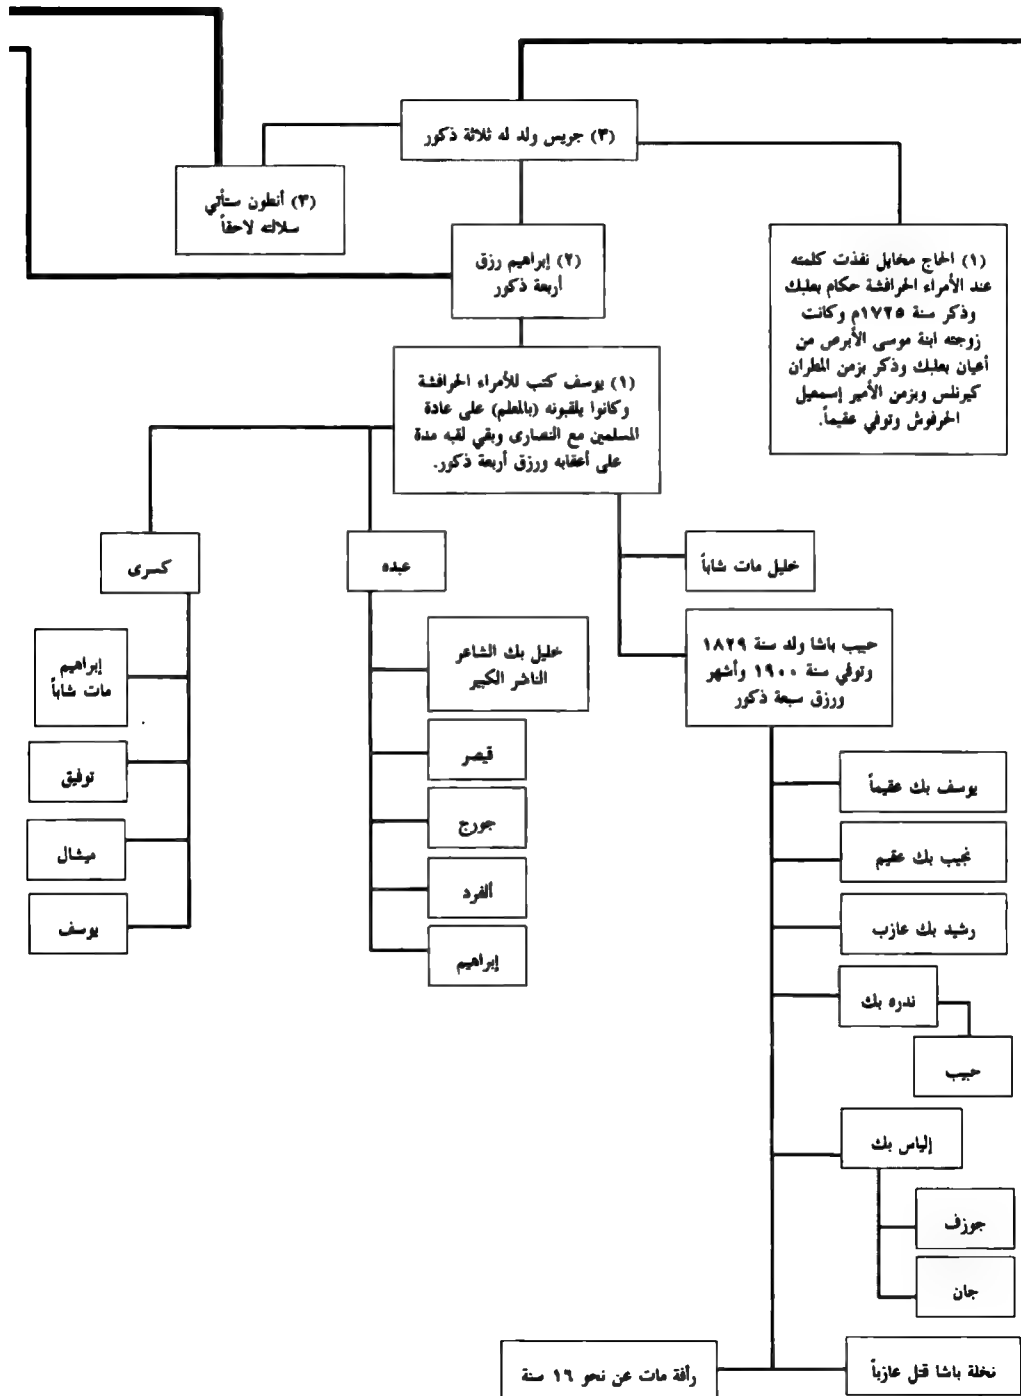 (٣) جريس ولد له ثلاثة ذكور
(١) الحاج مخايل نفذت كلمته
عند الأمراء الحرافشة حكام بعلبك
وذكر سنة ١٧٢٥م وكانت
زوجته ابنة موسى الأبرص من
أعيان بعلبك وذكر بزمن المطران
كيرنلس وبزمن الأمير إسمعيل
الحرفوش وتوفي عقيماً.
(٢) إبراهيم رزق
أربعة ذكور
(٣) أنطون ستأتي
سلالته لاحقاً
(١) يوسف كتب للأمراء الحرافشة
وكانوا يلقبونه (بالمعلم) على عادة
المسلمين مع النصارى وبقي لقبه مدة
على أعقابه ورزق أربعة ذكور.
خليل مات شاباً
حبيب باشا ولد سنة ١٨٢٩
وتوفي سنة ١٩٠٠ وأشهر
ورزق سبعة ذكور
يوسف بك عقيماً
نجيب بك عقيم
رشيد بك عازب
ندره بك
حبيب
إلياس بك
جوزف
جان
نخلة باشا قتل عازباً
رأفة مات عن نحو ١٦ سنة
عبده
خليل بك الشاعر
الناشر الكبير
قيصر
جورج
ألفرد
إبراهيم
كسرى
إبراهيم
مات شاباً
توفيق
ميشال
يوسف